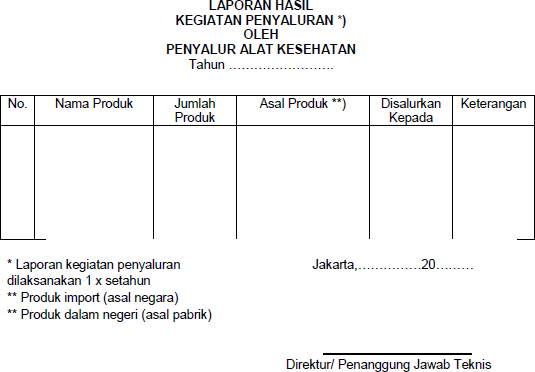 LAPORAN HASIL
KEGIATAN PENYALURAN *)
OLEH
PENYALUR ALAT KESEHATAN
Tahun …………………….
No. Nama Produk Jumlah Produk Asal Produk **) Disalurkan Kepada Keterangan
* Laporan kegiatan penyaluran
dilaksanakan 1 x setahun
** Produk import (asal negara)
** Produk dalam negeri (asal pabrik)
Jakarta,……………20………
Direktur/ Penanggung Jawab Teknis